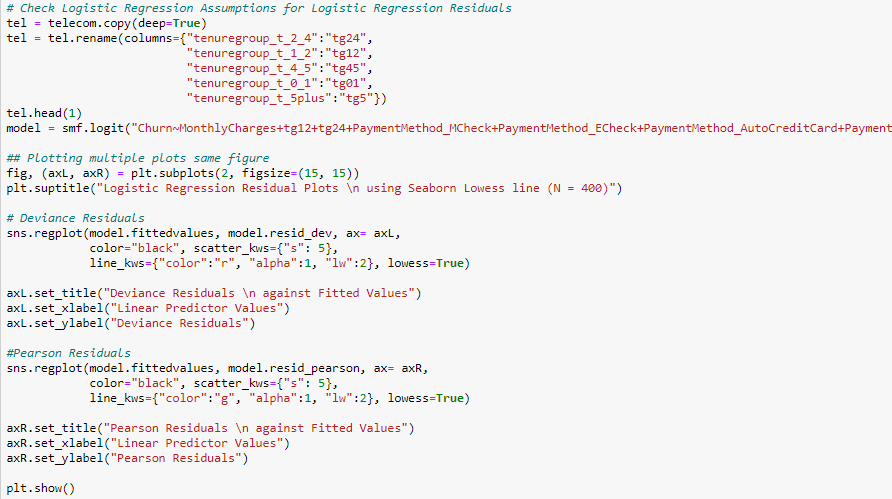 # Check Logistic Regression Assumptions for Logistic Regression Residuals
tel = telecom.copy(deep=True)
tel = tel.rename(columns={"tenuregroup_t_2_4":"tg24",
"tenuregroup_t_1_2":"tg12",
"tenuregroup_t_4_5":"tg45",
"tenuregroup_t_0_1":"tg01",
"tenuregroup_t_5plus":"tg5"})
tel.head(1)
model = smf.logit("Churn~MonthlyCharges+tg12+tg24+PaymentMethod_MCheck+PaymentMethod_ECheck+PaymentMethod_AutoCreditCard+Payment
## Plotting multiple plots same figure
fig, (axL, axR) = plt.subplots(2, figsize=(15, 15))
plt.suptitle("Logistic Regression Residual Plots \n using Seaborn Lowess line (N = 400)")
# Deviance Residuals
sns.regplot(model.fittedvalues, model.resid_dev, ax= axL,
color="black", scatter_kws={"s": 5},
line_kws={"color":"r", "alpha":1, "lw":2}, lowess=True)
axL.set_title("Deviance Residuals \n against Fitted Values")
axL.set_xlabel("Linear Predictor Values")
axL.set_ylabel("Deviance Residuals")
#Pearson Residuals
sns.regplot(model.fittedvalues, model.resid_pearson, ax= axR,
color="black", scatter_kws={"s": 5},
line_kws={"color":"g", "alpha":1, "lw":2}, lowess=True)
axR.set_title("Pearson Residuals \n against Fitted Values")
axR.set_xlabel("Linear Predictor Values")
axR.set_ylabel("Pearson Residuals")
plt.show()